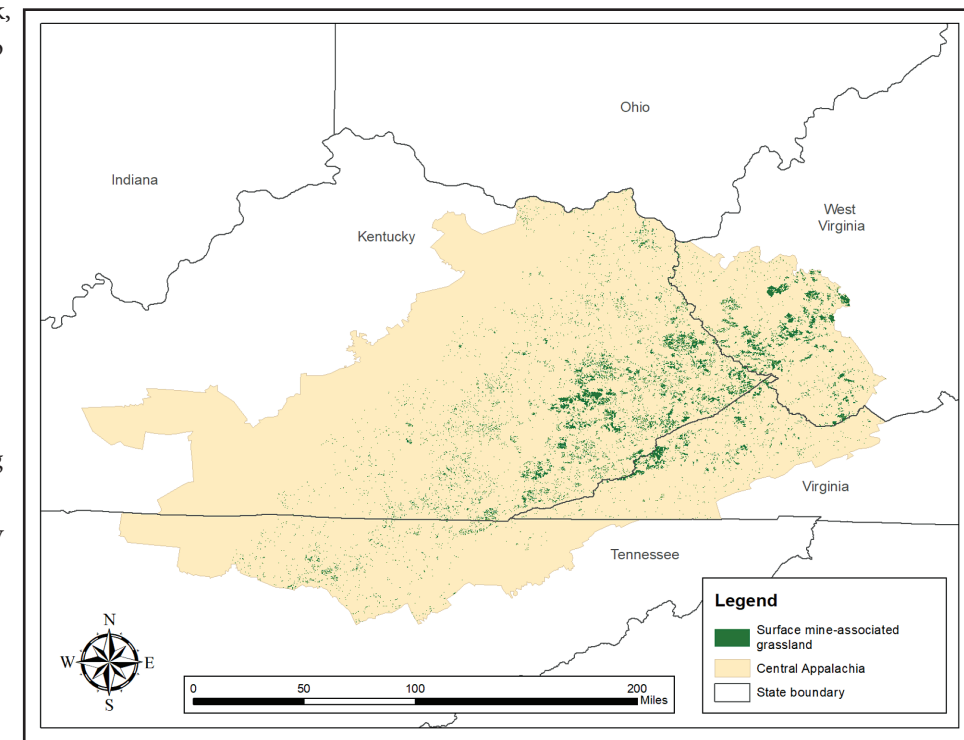 Ohio
Indiana
West
Virginia
Kentucky
Virginia
Tennessee
Legend
Surface mine-associated
grassland
Central Appalachia
State boundary
N
W E
S
0 50 100 200
Miles